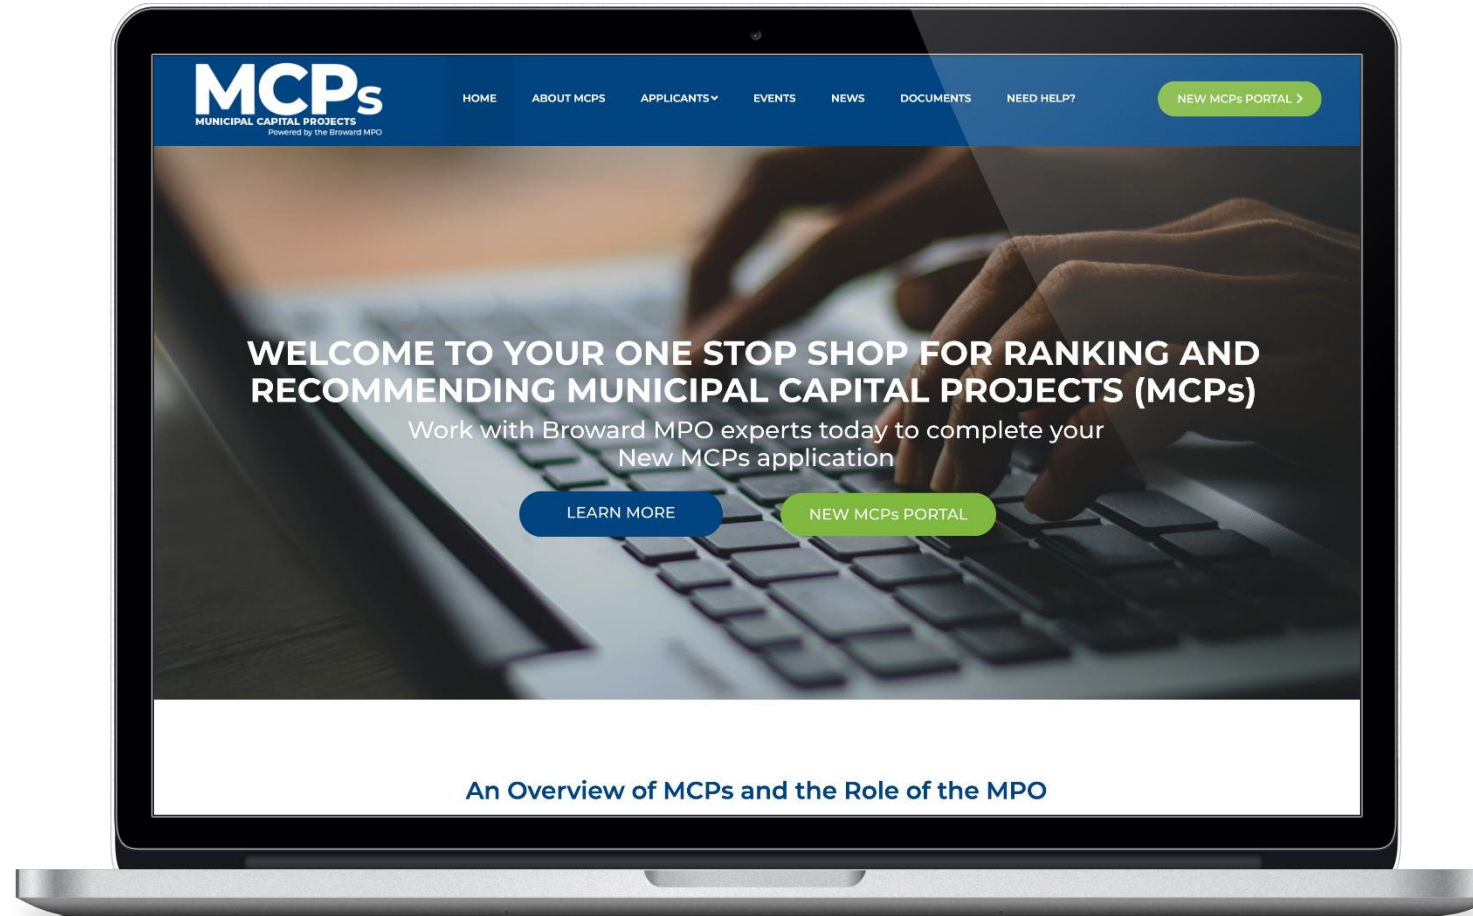 MCPs
MUNICIPAL CAPITAL PROJECTS
Powered by the Broward MPO
HOME ABOUT MCPS APPLICANTS EVENTS NEWS DOCUMENTS NEED HELP?
NEW MCPs PORTAL >
WELCOME TO YOUR ONE STOP SHOP FOR RANKING AND
RECOMMENDING MUNICIPAL CAPITAL PROJECTS (MCPs)
Work with Broward MPO experts today to complete your
New MCPs application
LEARN MORE
NEW MCPs PORTAL
An Overview of MCPs and the Role of the MPO